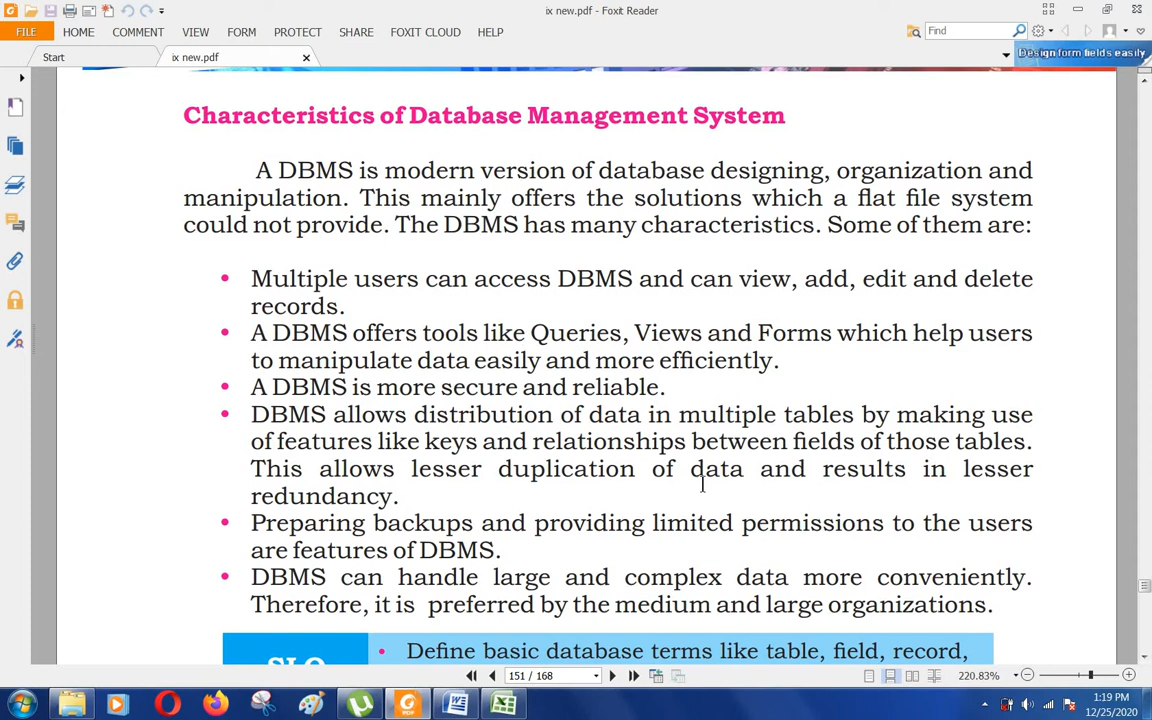 ix new.pdf - Foxit Reader
FILE HOME COMMENT VIEW FORM PROTECT SHARE FOXIT CLOUD HELP
Find
Start ix new.pdf
Design form fields easily
Characteristics of Database Management System
A DBMS is modern version of database designing, organization and
manipulation. This mainly offers the solutions which a flat file system
could not provide. The DBMS has many characteristics. Some of them are:
• Multiple users can access DBMS and can view, add, edit and delete
records.
• A DBMS offers tools like Queries, Views and Forms which help users
to manipulate data easily and more efficiently.
• A DBMS is more secure and reliable.
• DBMS allows distribution of data in multiple tables by making use
of features like keys and relationships between fields of those tables.
This allows lesser duplication of data and results in lesser
redundancy.
• Preparing backups and providing limited permissions to the users
are features of DBMS.
• DBMS can handle large and complex data more conveniently.
Therefore, it is preferred by the medium and large organizations.
SLO
• Define basic database terms like table, field, record,
151 / 168
220.83%
1:19 PM
12/25/2020